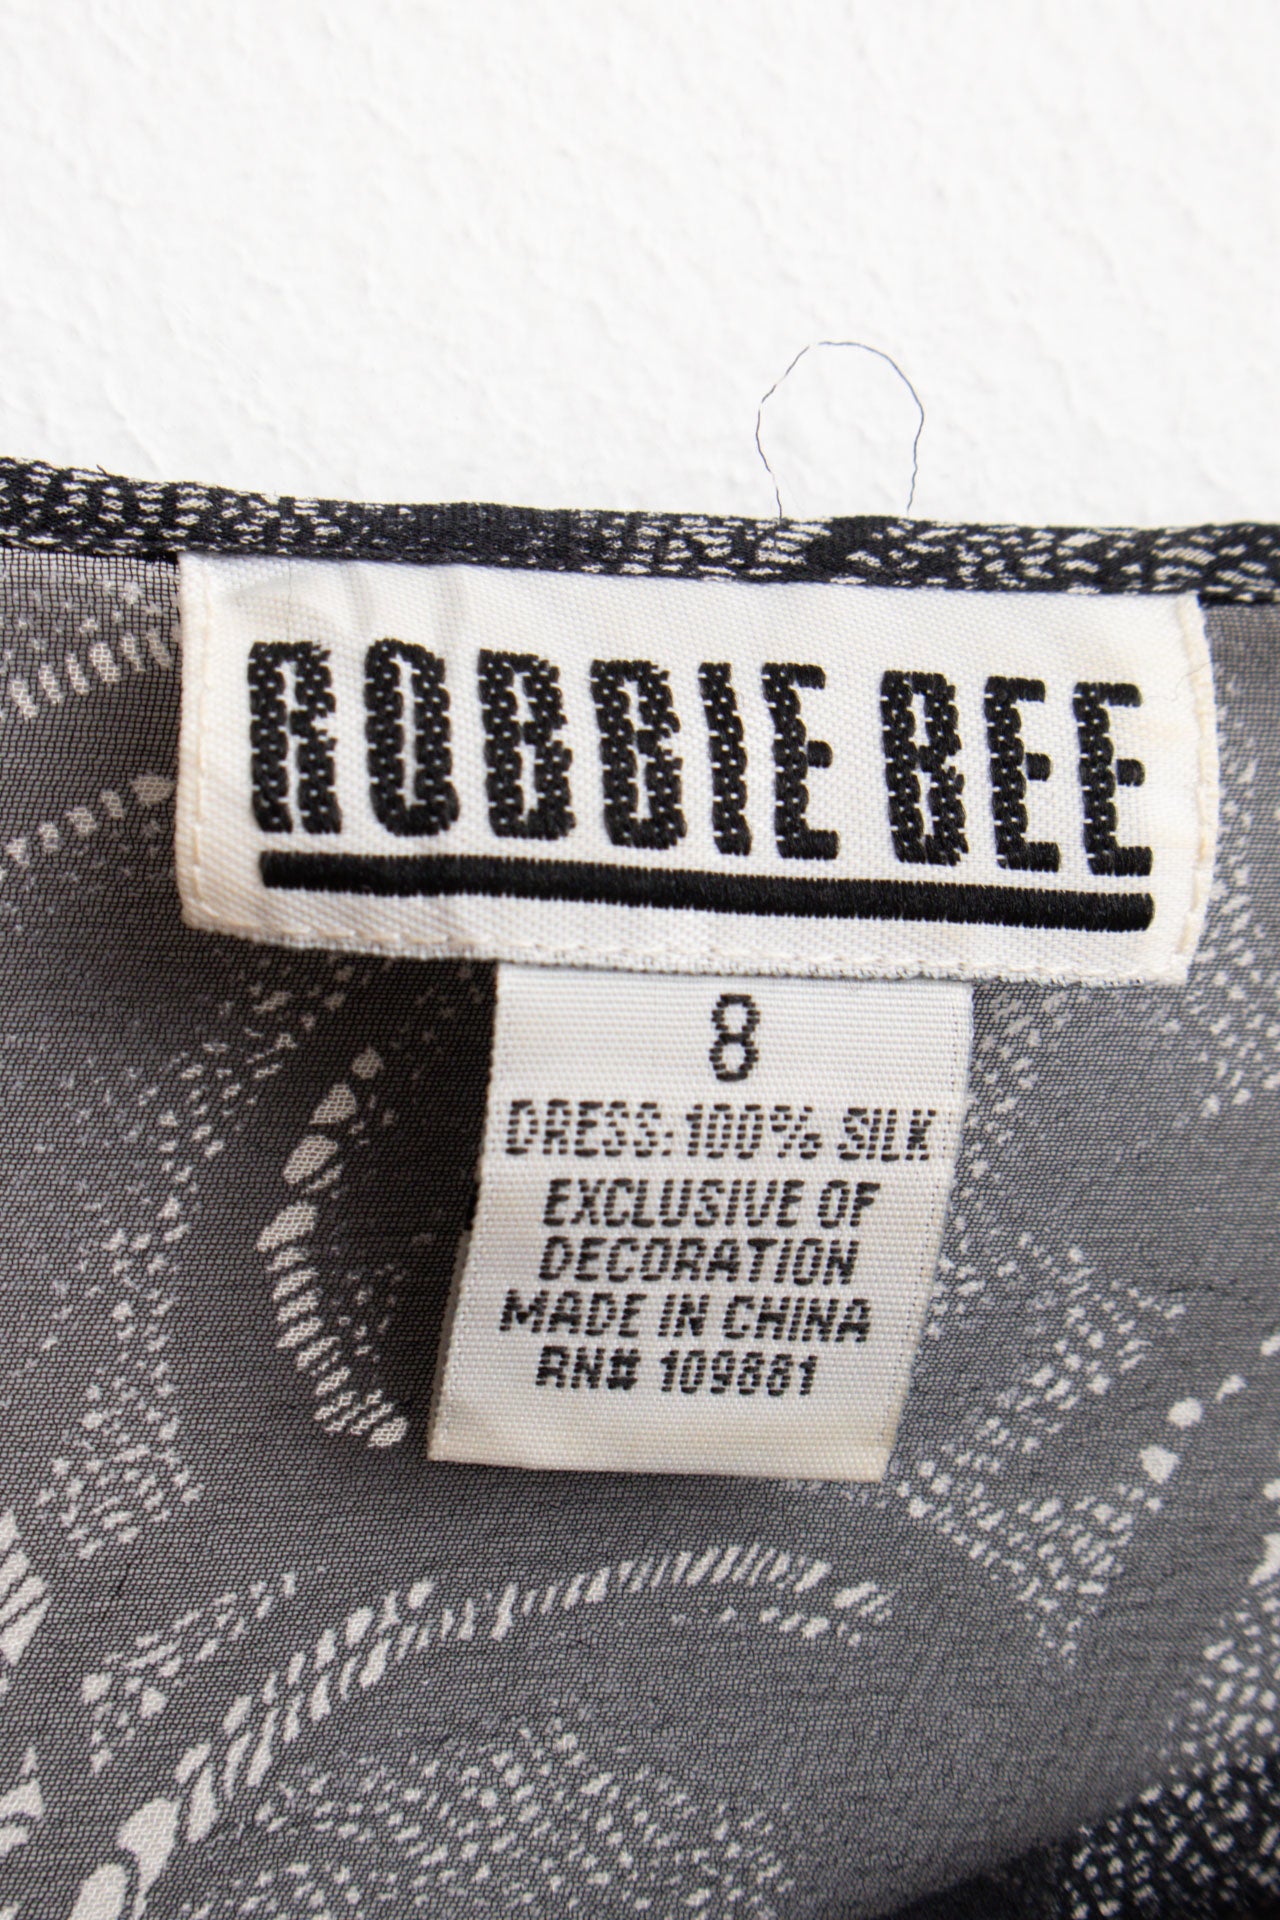 ROBBIE BEE
8
DRESS: 100% SILK
EXCLUSIVE OF
DECORATION
MADE IN CHINA
RN# 109881